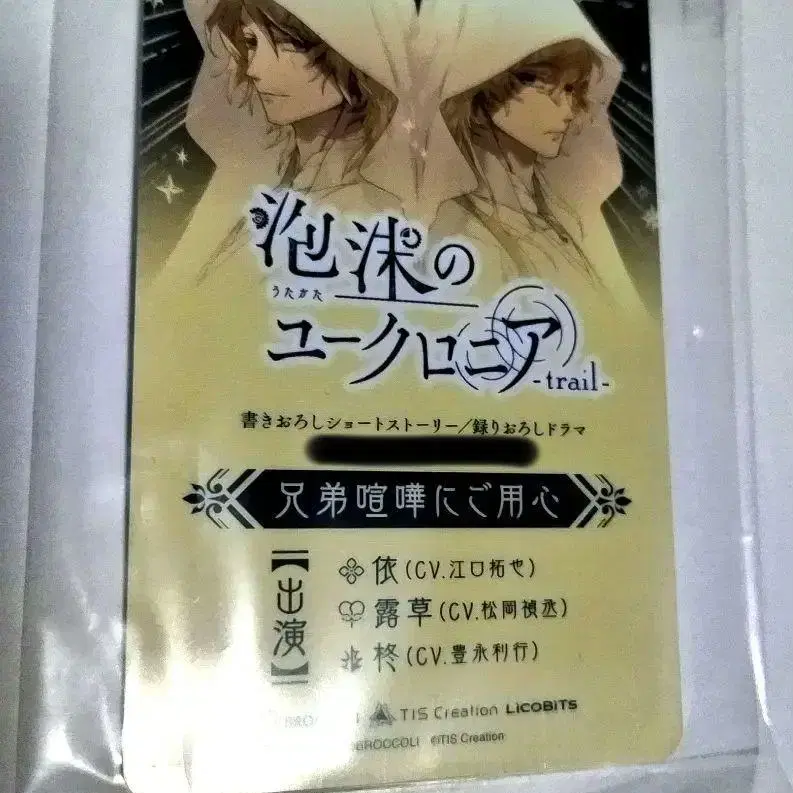 泡沫の
うたかた
ユークロニア
-trail-
書きおろしショートストーリー/録りおろしドラマ
兄弟喧嘩にご用心
【出演】
依(CV.江口拓也)
露草(CV.松岡禎丞)
柊(CV.豊永利行)
TIS Creation LicoBiTs
BROCCOLI ©TIS Creation